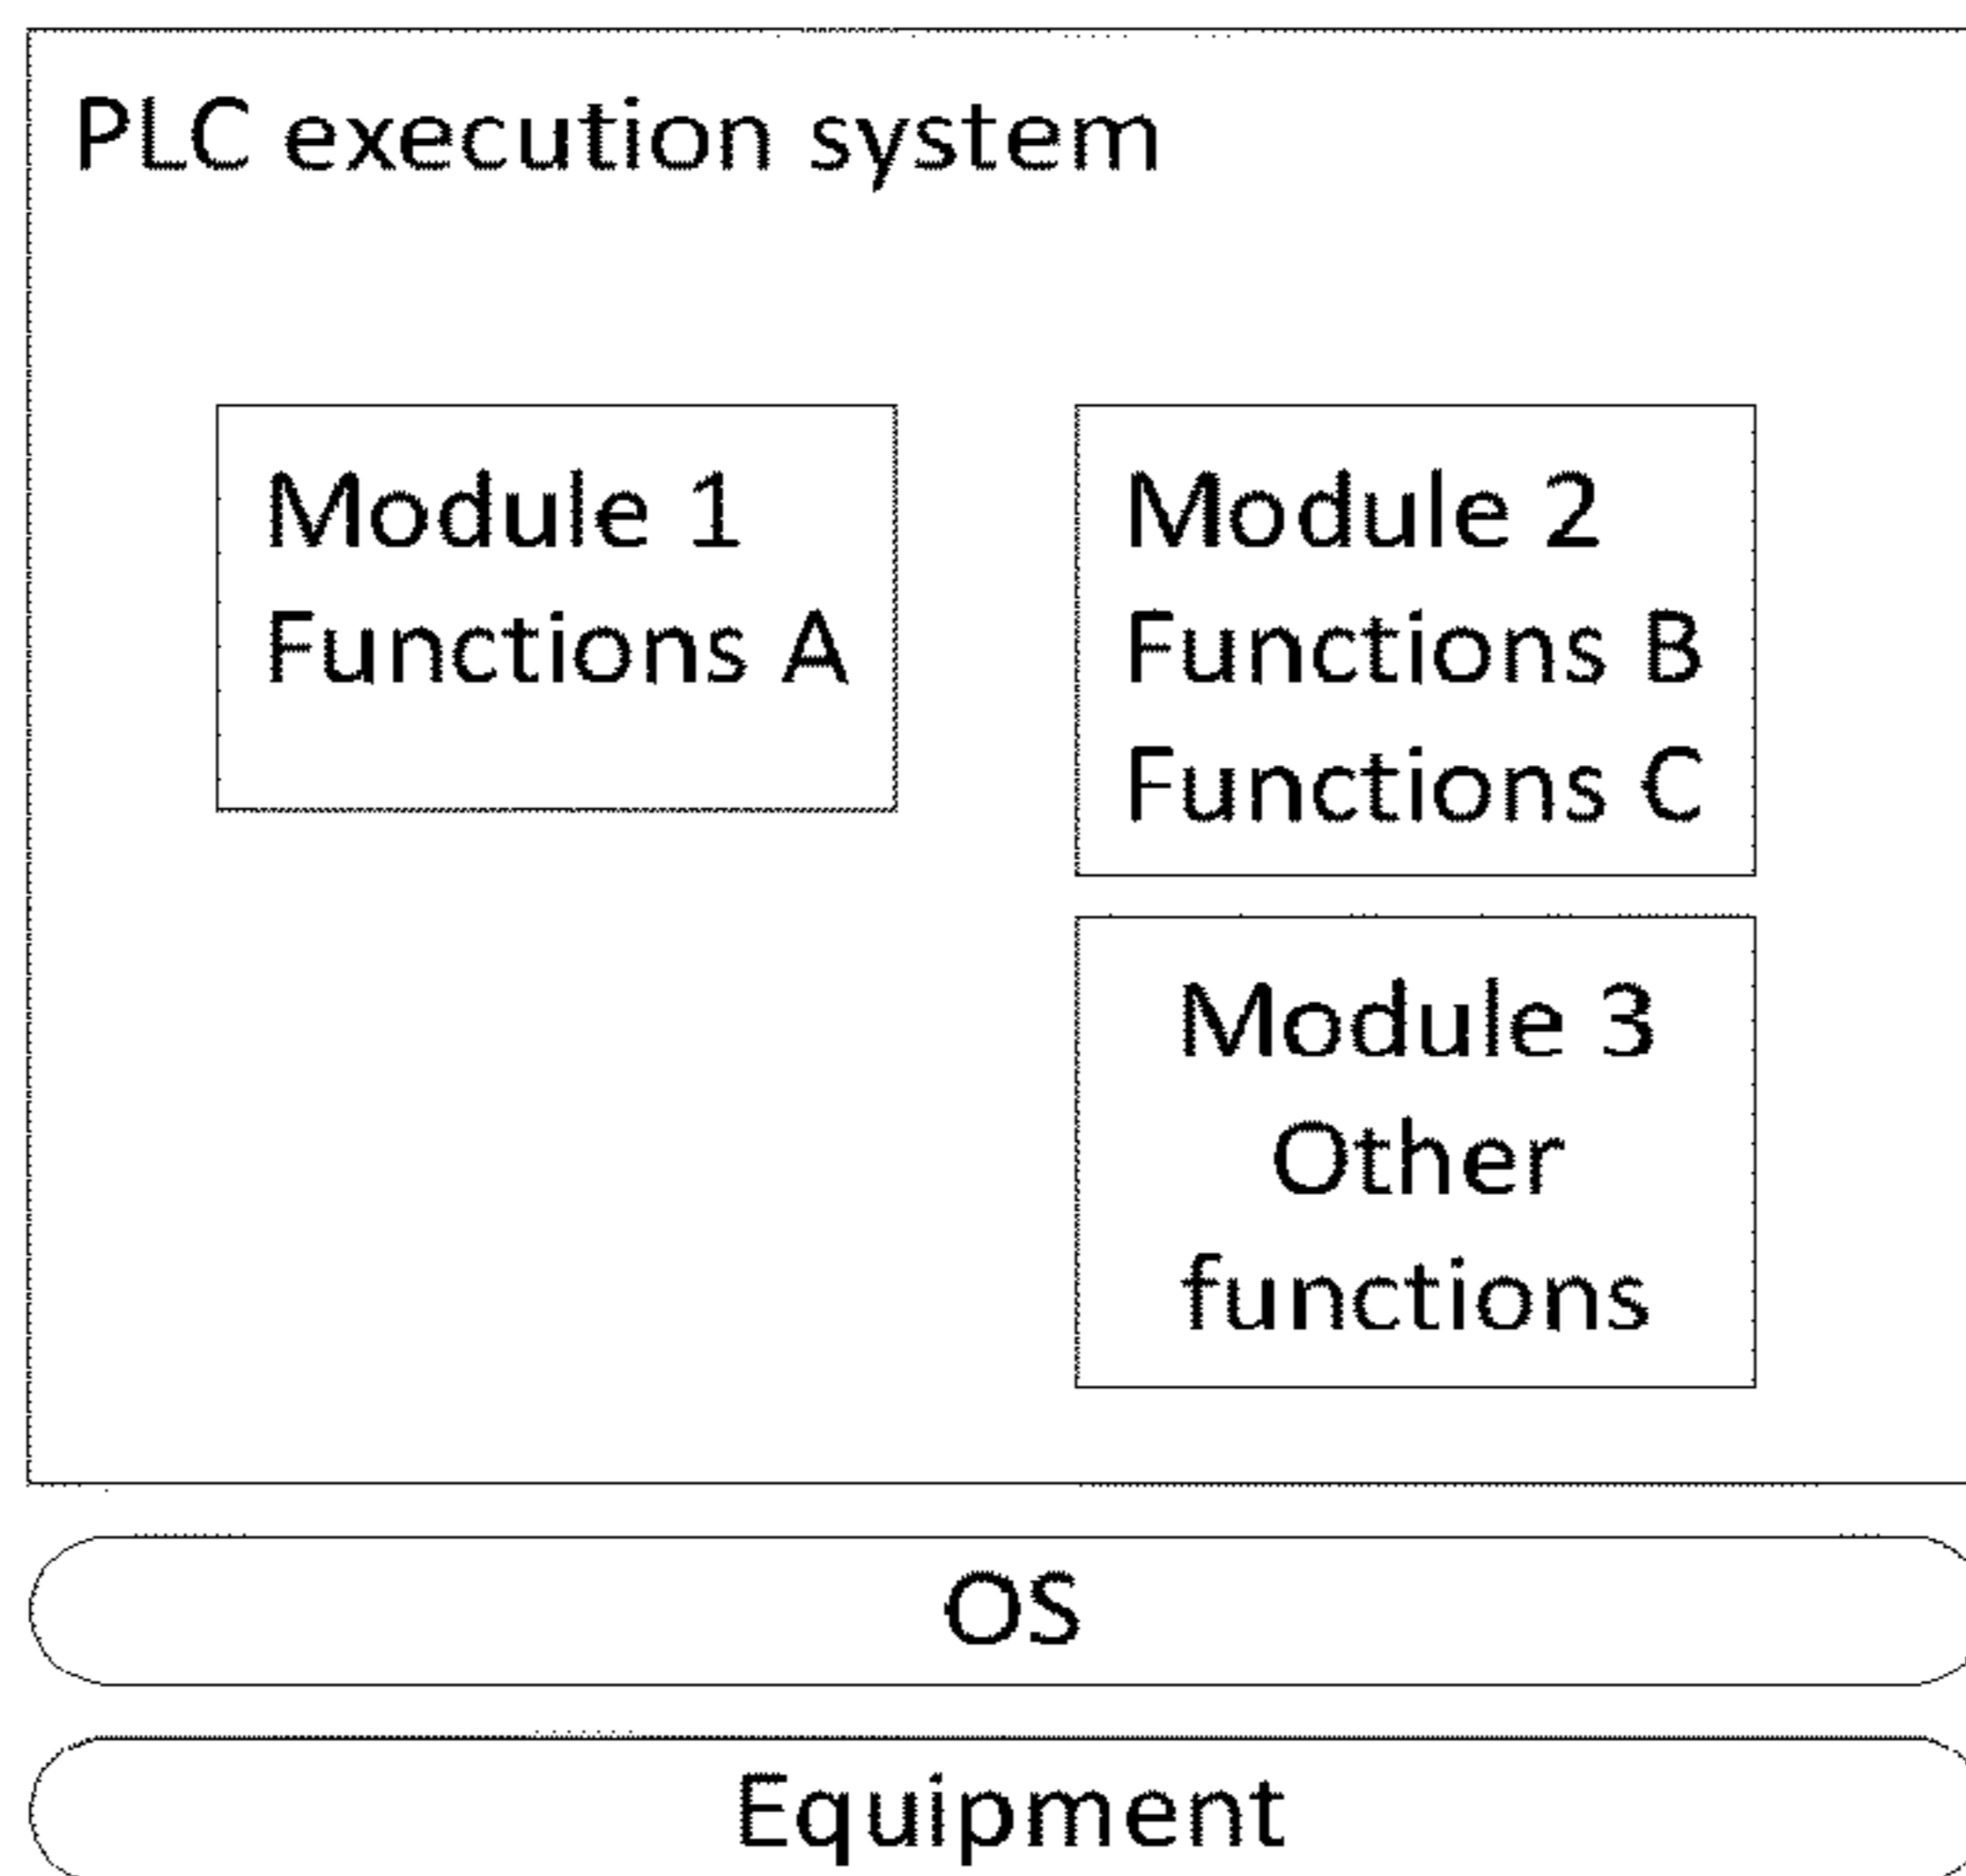 PLC execution system
Module 1
Functions A
Module 2
Functions B
Functions C
Module 3
Other
functions
OS
Equipment